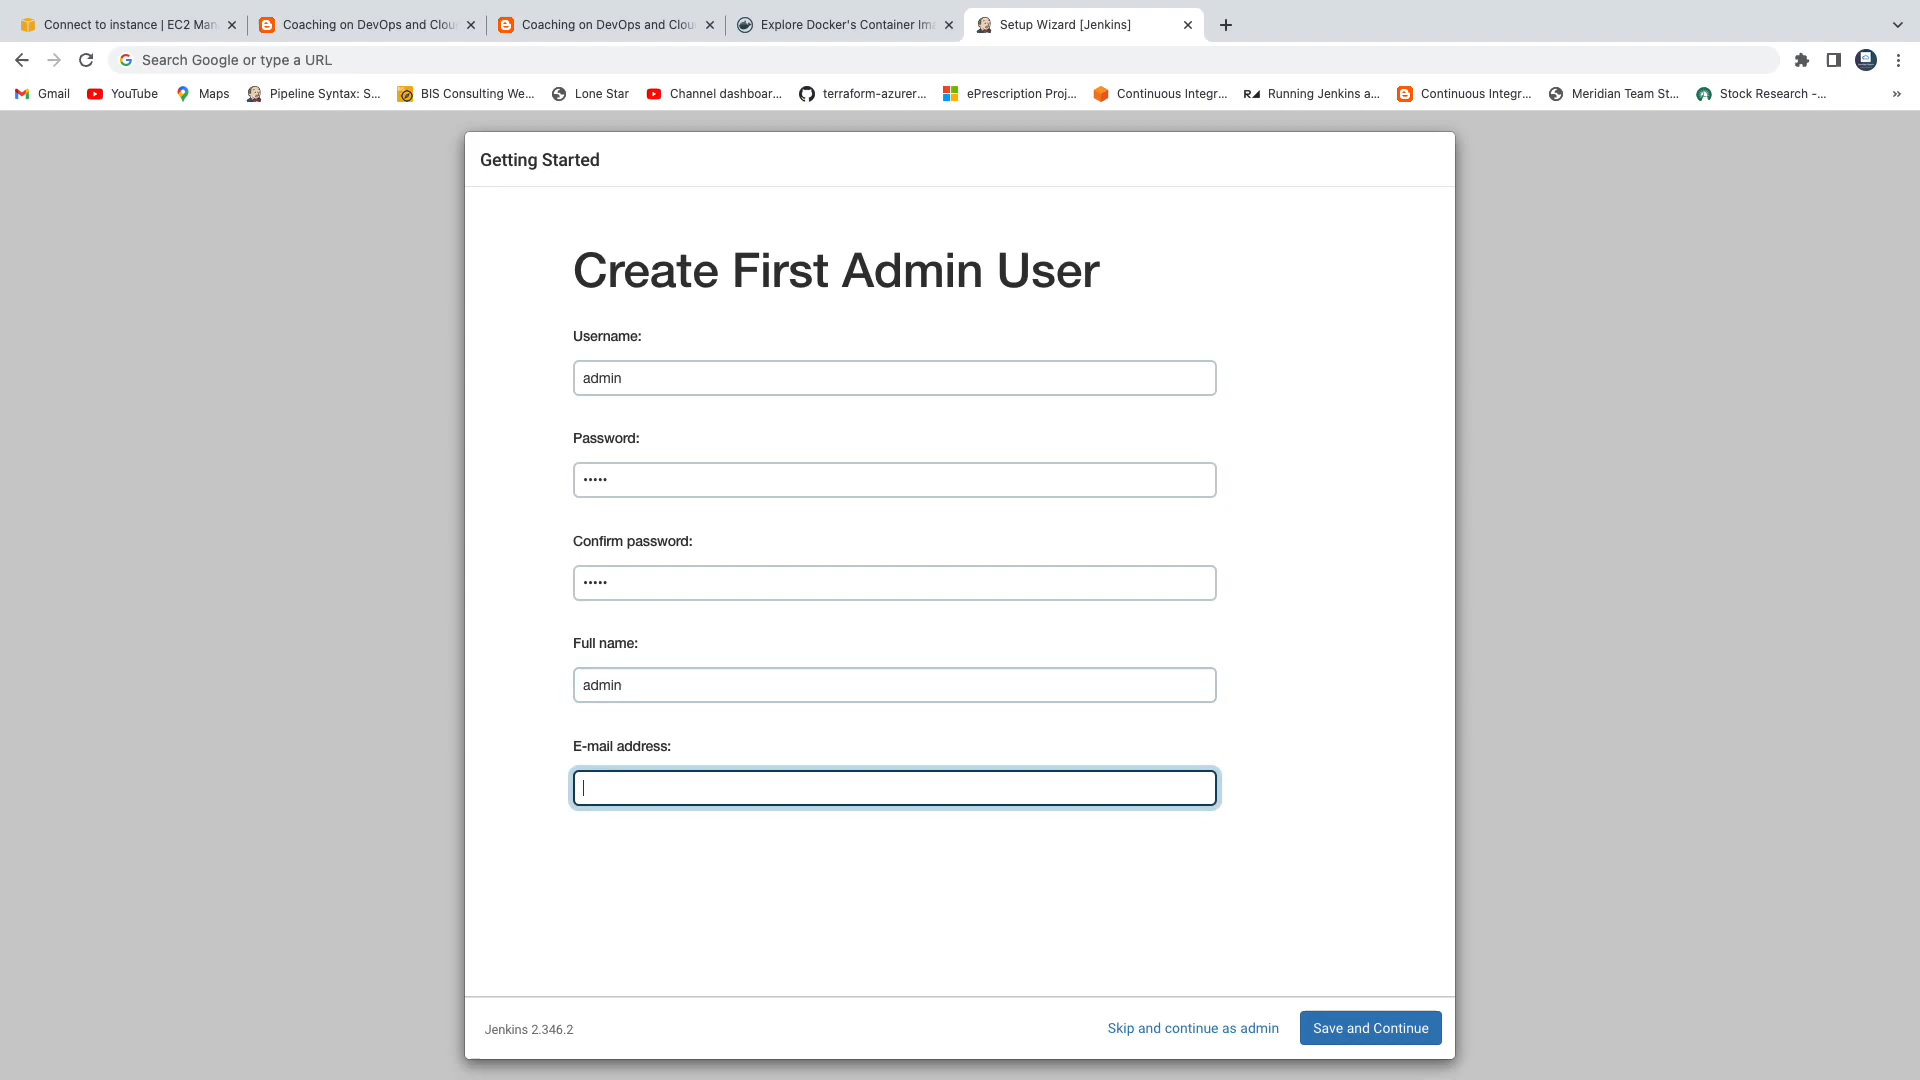 Connect to instance | EC2 Man
Coaching on DevOps and Clou
Coaching on DevOps and Clou
Explore Docker's Container Ima
Setup Wizard [Jenkins]
Search Google or type a URL
Gmail
YouTube
Maps
Pipeline Syntax: S...
BIS Consulting We...
Lone Star
Channel dashboar...
terraform-azurer...
ePrescription Proj...
Continuous Integr...
Running Jenkins a...
Continuous Integr...
Meridian Team St...
Stock Research -...
Getting Started
Create First Admin User
Username:
admin
Password:
•••••
Confirm password:
•••••
Full name:
admin
E-mail address:
Jenkins 2.346.2
Skip and continue as admin
Save and Continue